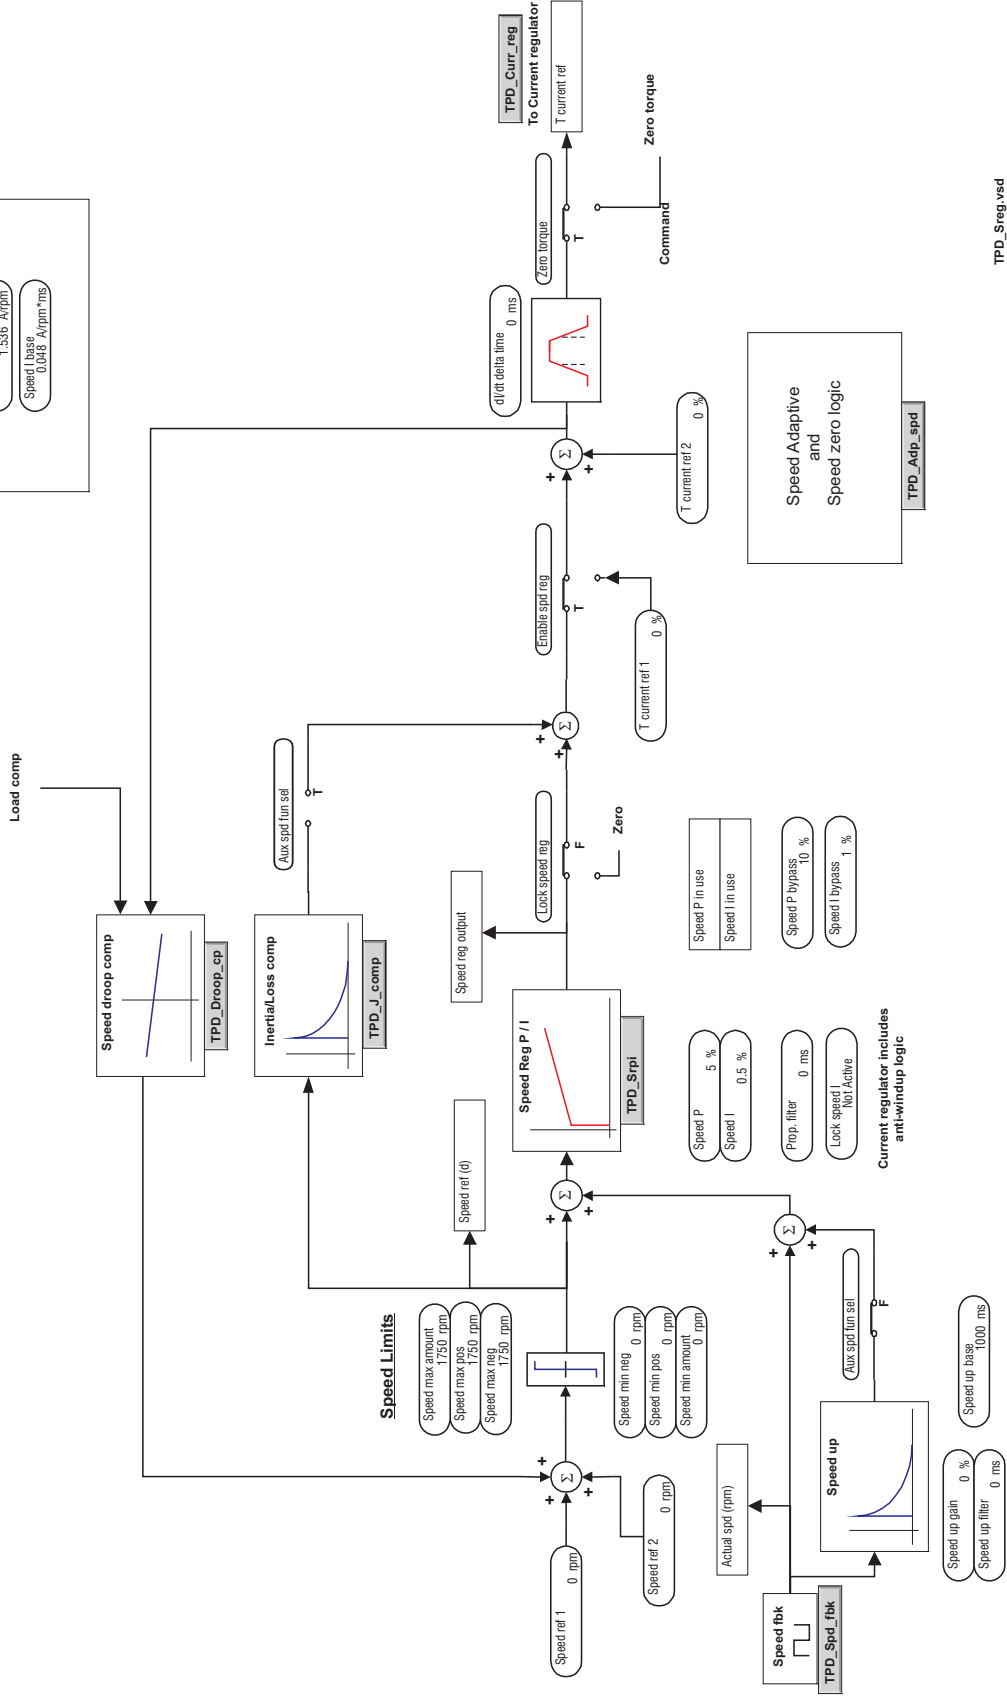 1.536 A/rpm
Speed I base
0.048 A/rpm*ms
Load comp
Speed droop comp
TPD_Droop_cp
Inertia/Loss comp
TPD_J_comp
Aux spd fun sel
T
TPD_Curr_reg
To Current regulator
T current ref
Zero torque
T
Zero torque
Command
dI/dt delta time
0 ms
Σ
+
+
T current ref 2
0 %
Enable spd reg
T
T current ref 1
0 %
Σ
+
+
Lock speed reg
F
Zero
Speed reg output
Speed Reg P / I
TPD_Srpi
Speed ref (d)
Σ
+
+
Speed Limits
Speed max amount
1750 rpm
Speed max pos
1750 rpm
Speed max neg
1750 rpm
Speed min neg
0 rpm
Speed min pos
0 rpm
Speed min amount
0 rpm
Σ
+
+
+
Speed ref 1
0 rpm
Speed ref 2
0 rpm
Speed P in use
Speed I in use
Speed P bypass
10 %
Speed I bypass
1 %
Speed P
5 %
Speed I
0.5 %
Prop. filter
0 ms
Lock speed I
Not Active
Current regulator includes
anti-windup logic
Speed Adaptive
and
Speed zero logic
TPD_Adp_spd
Σ
+
+
Aux spd fun sel
F
Actual spd (rpm)
Speed fbk
TPD_Spd_fbk
Speed up
Speed up base
1000 ms
Speed up gain
0 %
Speed up filter
0 ms
TPD_Sreg.vsd